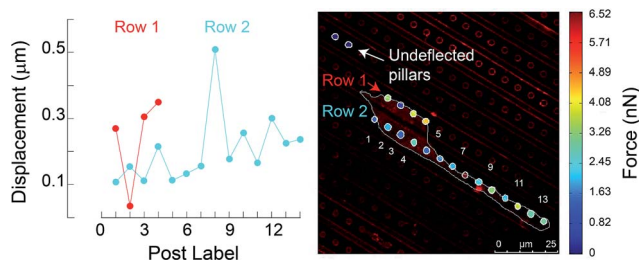 Row 1
Row 2
0.5
0.3
0.1
Displacement (μm)
0
3
6
9
12
Post Label
Undeflected
pillars
Row 1
Row 2
1
2
3
4
5
7
9
11
13
0 μm 25
6.52
5.71
4.89
4.08
3.26
2.45
1.63
0.82
0
Force (nN)